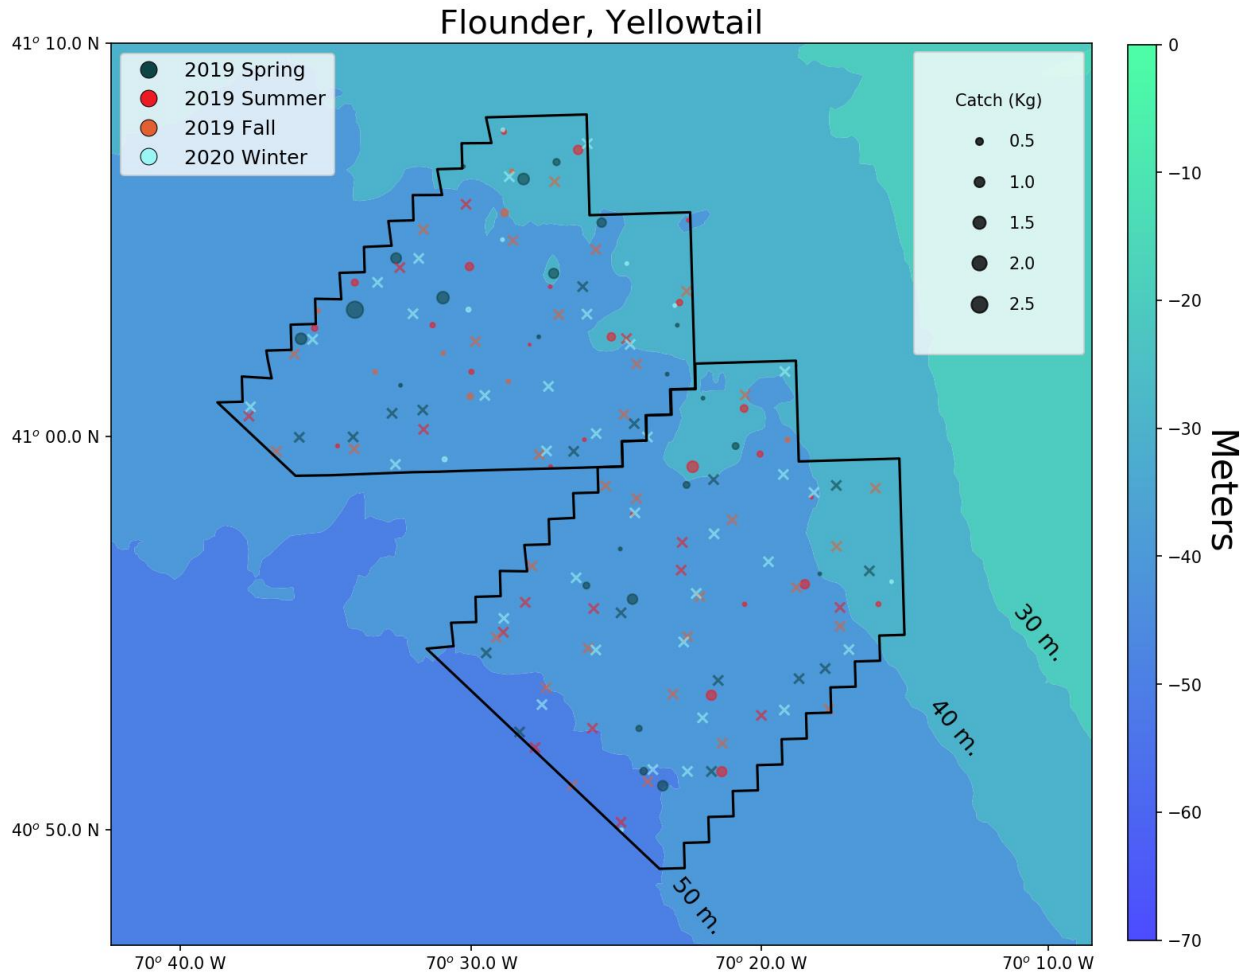 Flounder, Yellowtail
41° 10.0 N
41° 00.0 N
40° 50.0 N
2019 Spring
2019 Summer
2019 Fall
2020 Winter
Catch (Kg)
0.5
1.0
1.5
2.0
2.5
30 m.
40 m.
50 m.
70° 40.0 W
70° 30.0 W
70° 20.0 W
70° 10.0 W
0
−10
−20
−30
−40
−50
−60
−70
Meters